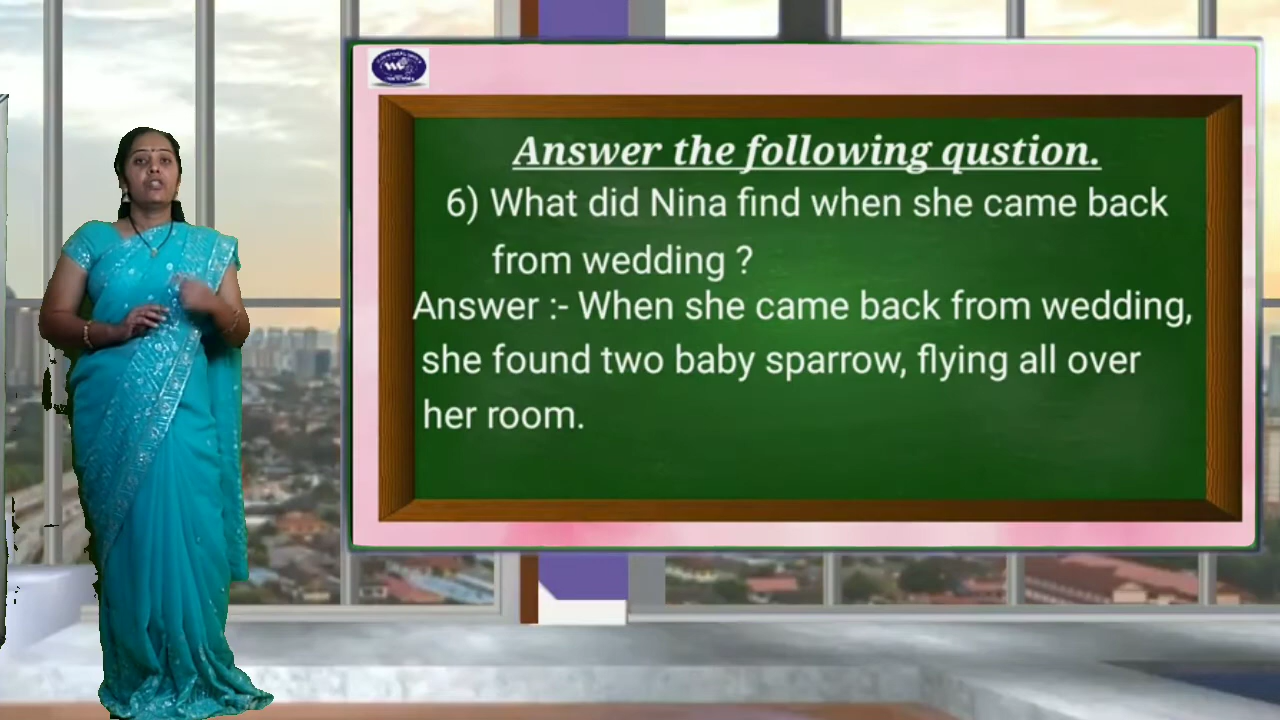 Answer the following qustion.
6) What did Nina find when she came back
from wedding ?
Answer :- When she came back from wedding,
she found two baby sparrow, flying all over
her room.